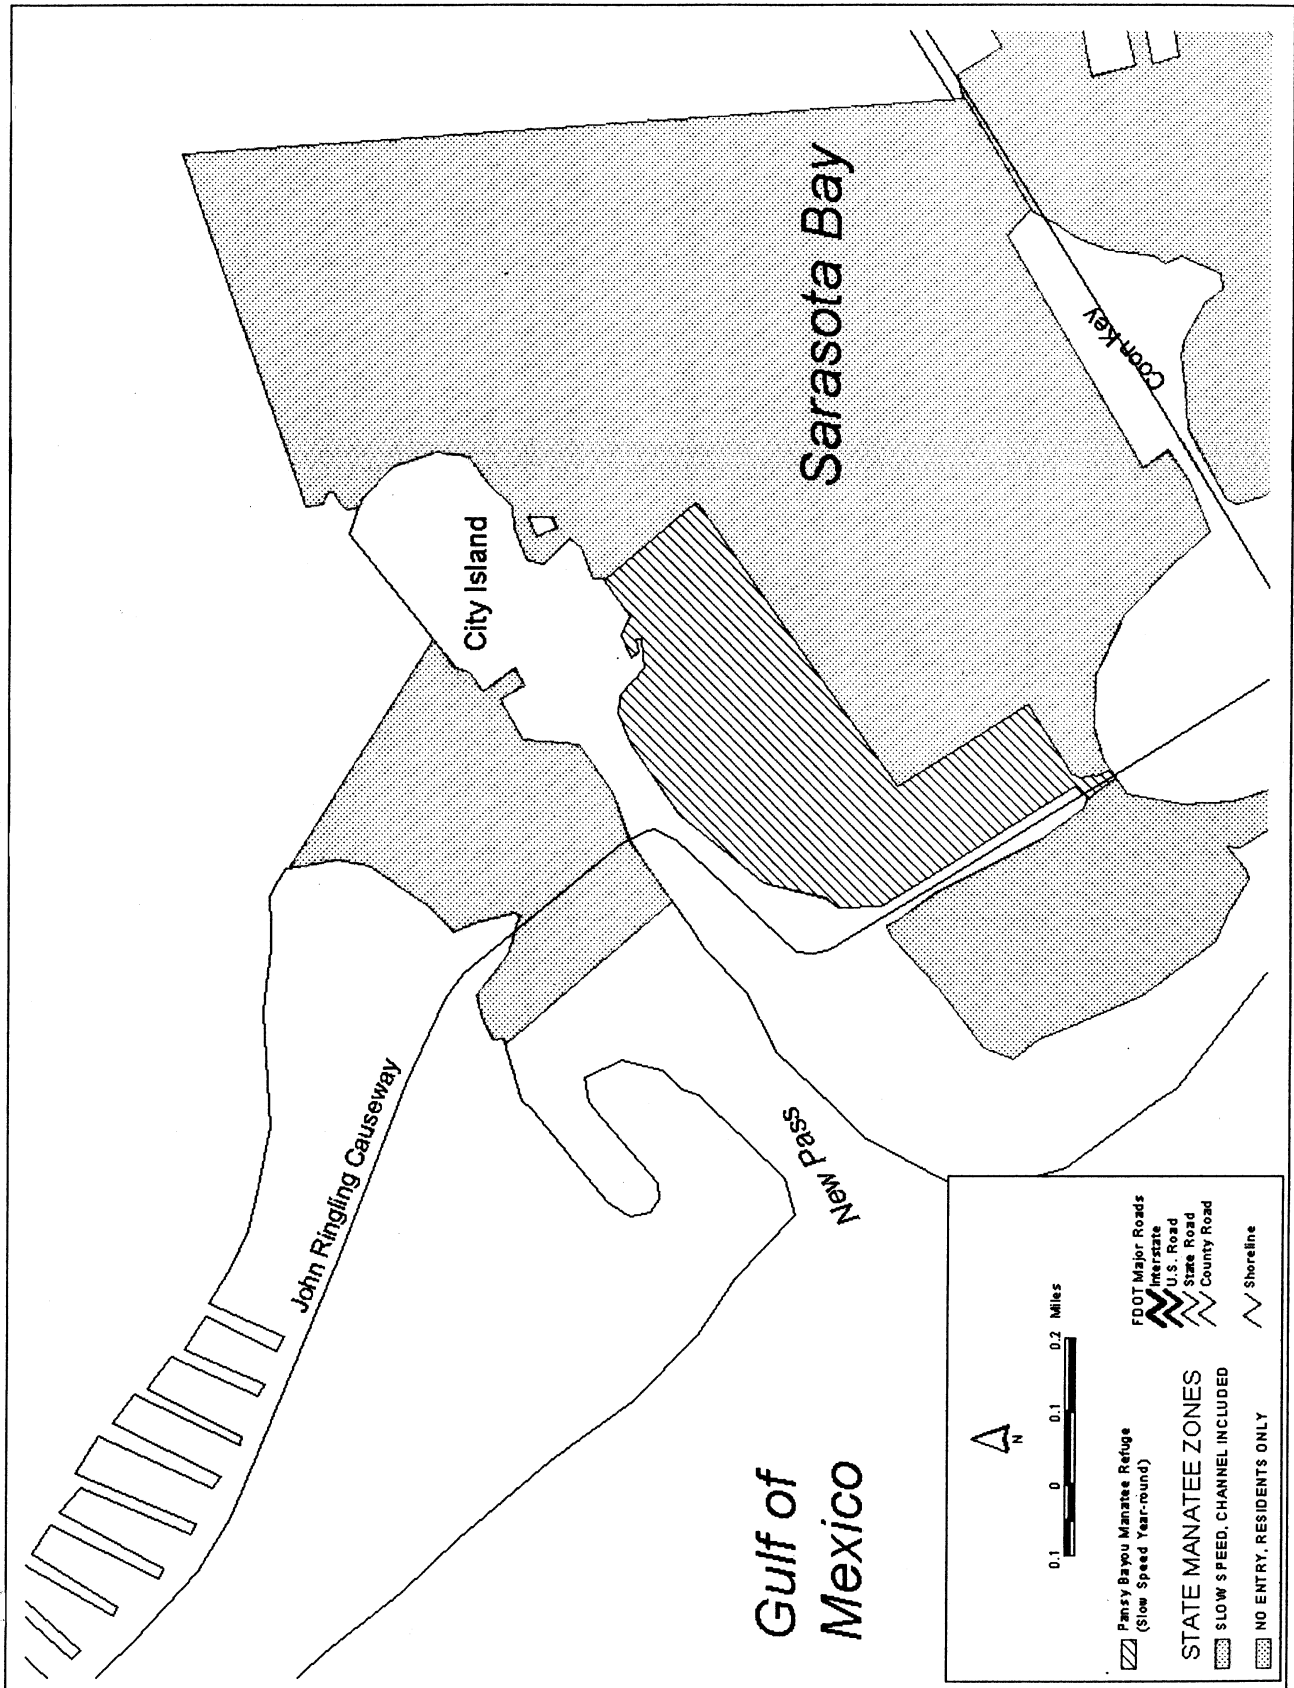 John Ringling Causeway
City Island
Sarasota Bay
Coon Key
New Pass
Gulf of
Mexico
N
0.1 0 0.1 0.2 Miles
Pansy Bayou Manatee Refuge
(Slow Speed Year-round)
STATE MANATEE ZONES
SLOW SPEED, CHANNEL INCLUDED
NO ENTRY, RESIDENTS ONLY
FDOT Major Roads
Interstate
U.S. Road
State Road
County Road
Shoreline